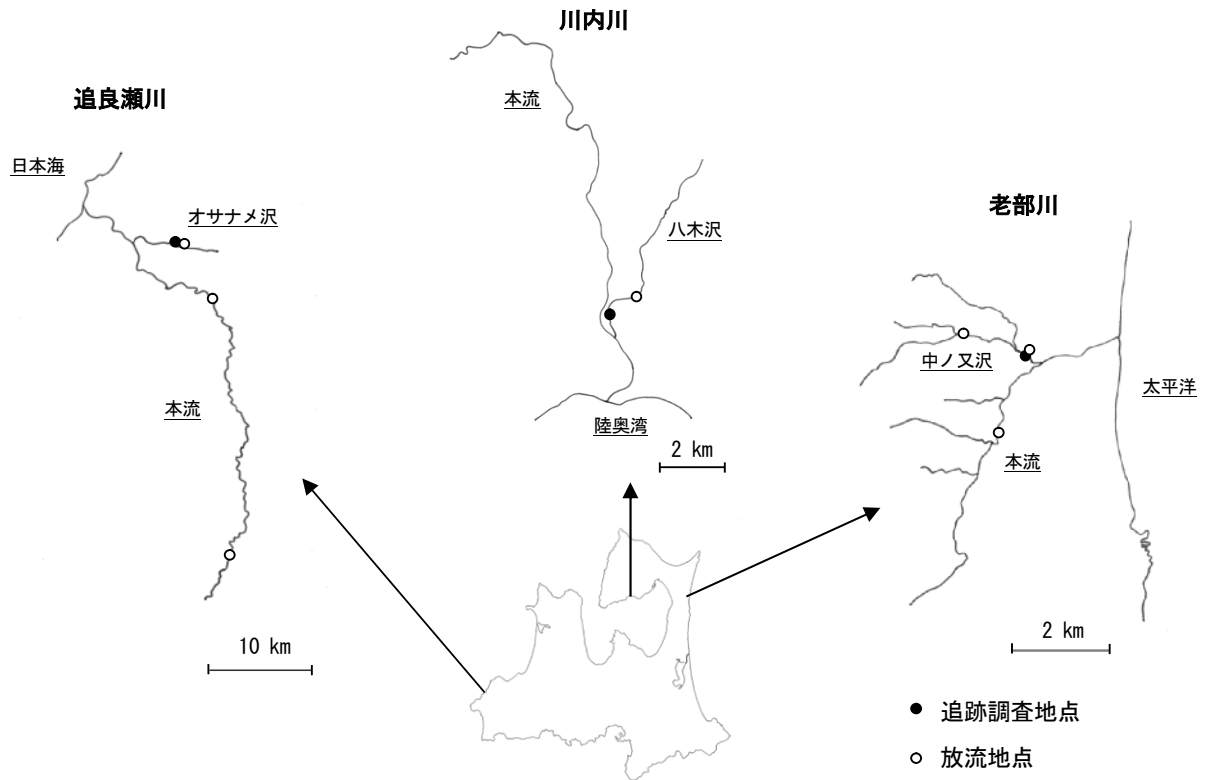 川内川
本流
八木沢
陸奥湾
2 km
追良瀬川
日本海
オサナメ沢
本流
10 km
老部川
中ノ又沢
太平洋
本流
2 km
追跡調査地点
放流地点